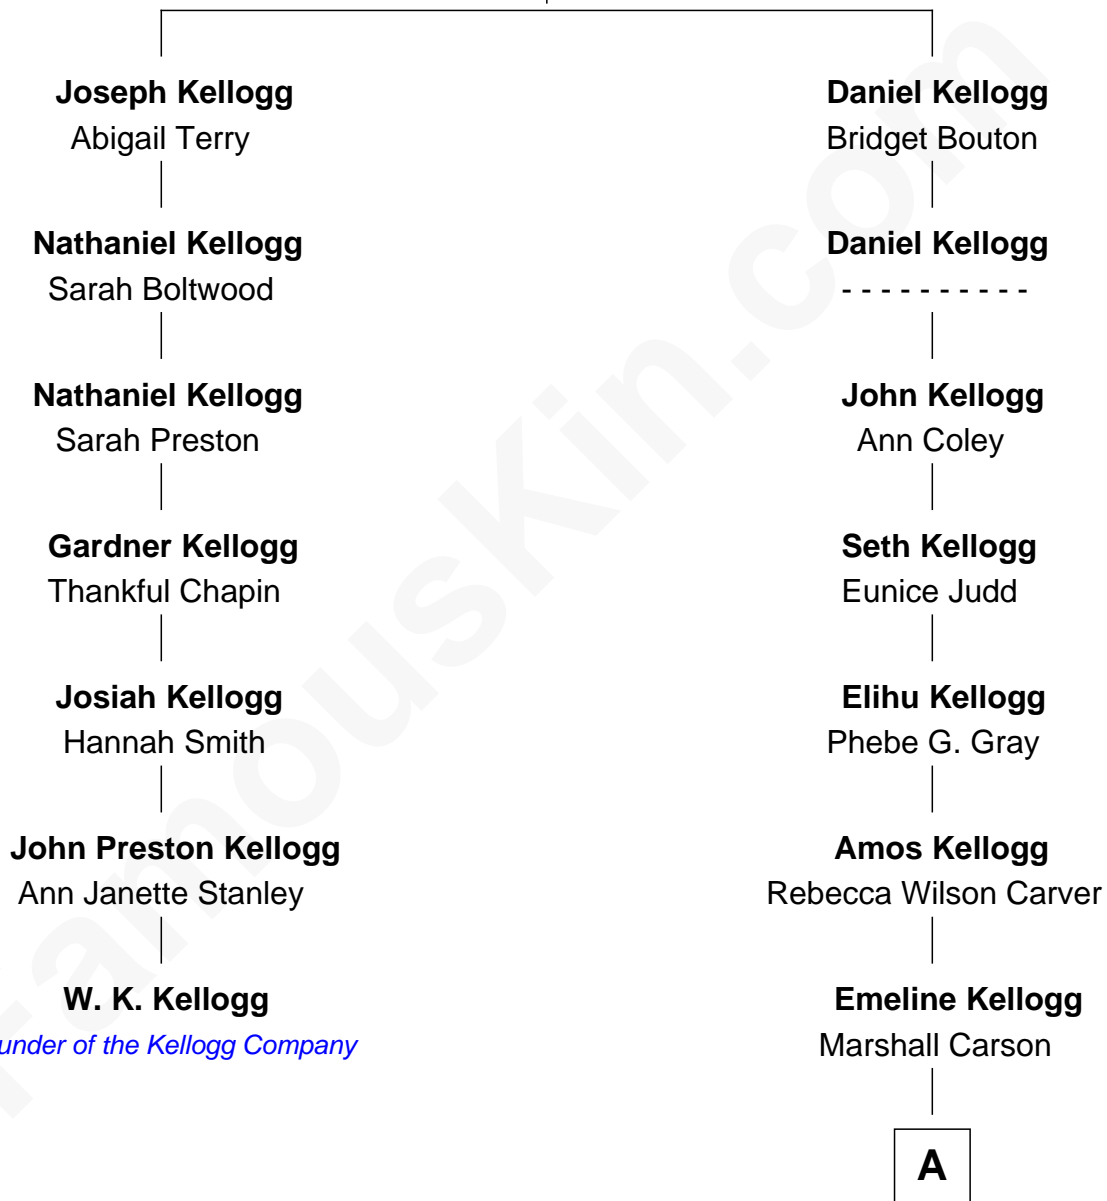 Joseph Kellogg
Abigail Terry
Daniel Kellogg
Bridget Bouton
Nathaniel Kellogg
Sarah Boltwood
Daniel Kellogg
- - - - - - - - - -
Nathaniel Kellogg
Sarah Preston
John Kellogg
Ann Coley
Gardner Kellogg
Thankful Chapin
Seth Kellogg
Eunice Judd
Josiah Kellogg
Hannah Smith
Elihu Kellogg
Phebe G. Gray
John Preston Kellogg
Ann Janette Stanley
Amos Kellogg
Rebecca Wilson Carver
W. K. Kellogg
under of the Kellogg Company
Emeline Kellogg
Marshall Carson
A
FamousKin.com